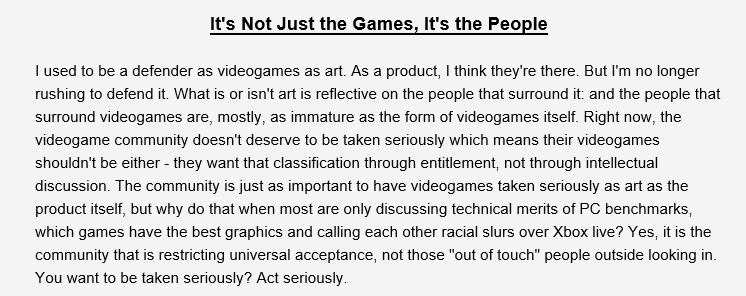 It's Not Just the Games, It's the People
I used to be a defender as videogames as art. As a product, I think they're there. But I'm no longer
rushing to defend it. What is or isn't art is reflective on the people that surround it: and the people that
surround videogames are, mostly, as immature as the form of videogames itself. Right now, the
videogame community doesn't deserve to be taken seriously which means their videogames
shouldn't be either - they want that classification through entitlement, not through intellectual
discussion. The community is just as important to have videogames taken seriously as art as the
product itself, but why do that when most are only discussing technical merits of PC benchmarks,
which games have the best graphics and calling each other racial slurs over Xbox live? Yes, it is the
community that is restricting universal acceptance, not those "out of touch" people outside looking in.
You want to be taken seriously? Act seriously.